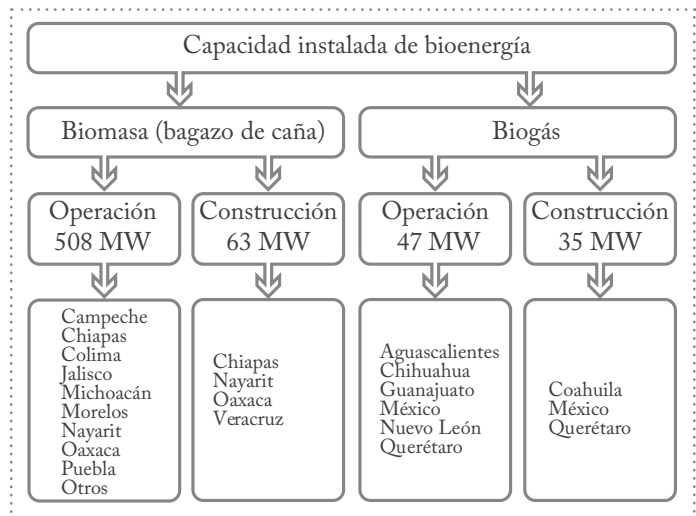 Capacidad instalada de bioenergía
Biomasa (bagazo de caña)
Biogás
Operación
508 MW
Construcción
63 MW
Operación
47 MW
Construcción
35 MW
Campeche
Chiapas
Colima
Jalisco
Michoacán
Morelos
Nayarit
Oaxaca
Puebla
Otros
Chiapas
Nayarit
Oaxaca
Veracruz
Aguascalientes
Chihuahua
Guanajuato
México
Nuevo León
Querétaro
Coahuila
México
Querétaro